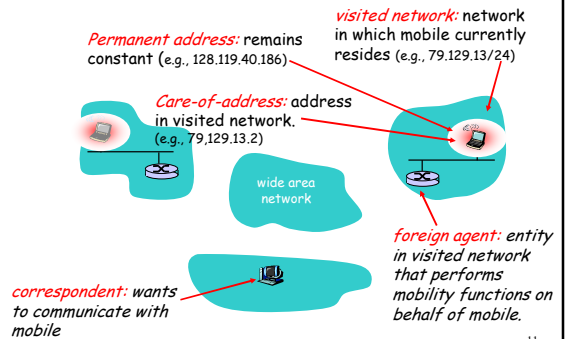 visited network: network
in which mobile currently
resides (e.g., 79.129.13/24)
Permanent address: remains
constant (e.g., 128.119.40.186)
Care-of-address: address
in visited network.
(e.g., 79,129.13.2)
wide area
network
foreign agent: entity
in visited network
that performs
mobility functions on
behalf of mobile.
correspondent: wants
to communicate with
mobile